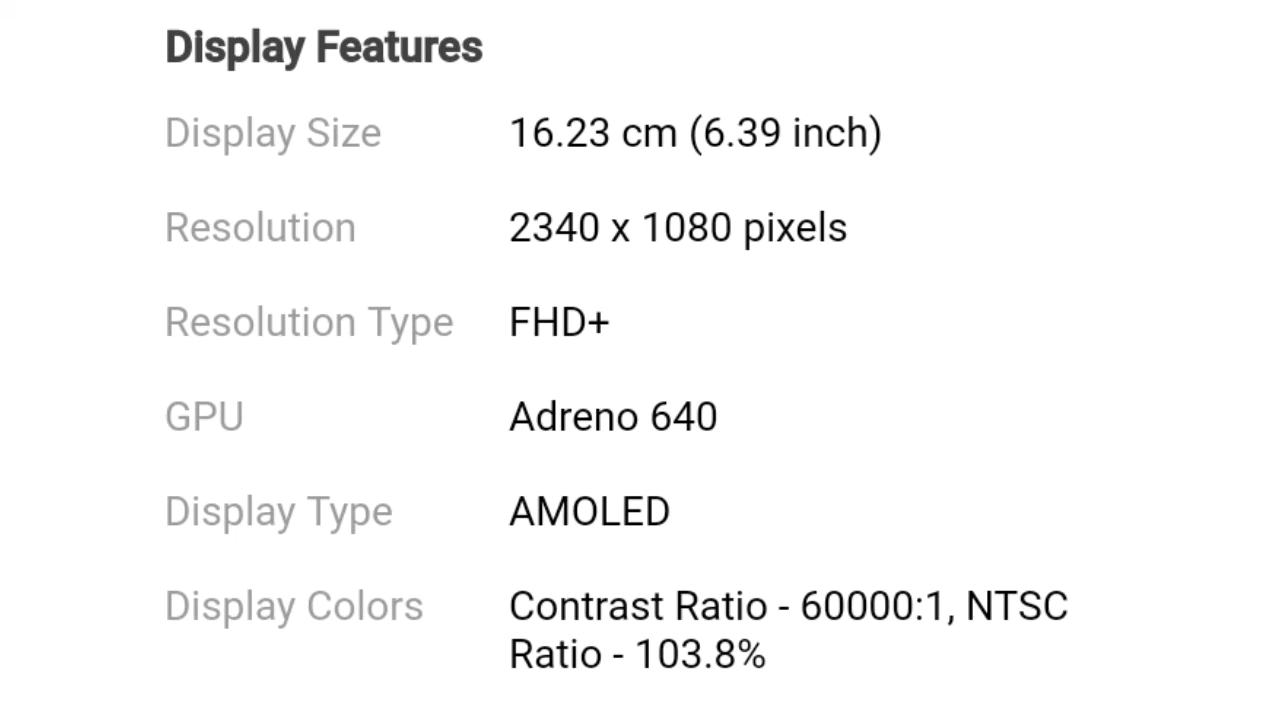 Display Features
Display Size 16.23 cm (6.39 inch)
Resolution 2340 x 1080 pixels
Resolution Type FHD+
GPU Adreno 640
Display Type AMOLED
Display Colors Contrast Ratio - 60000:1, NTSC
Ratio - 103.8%